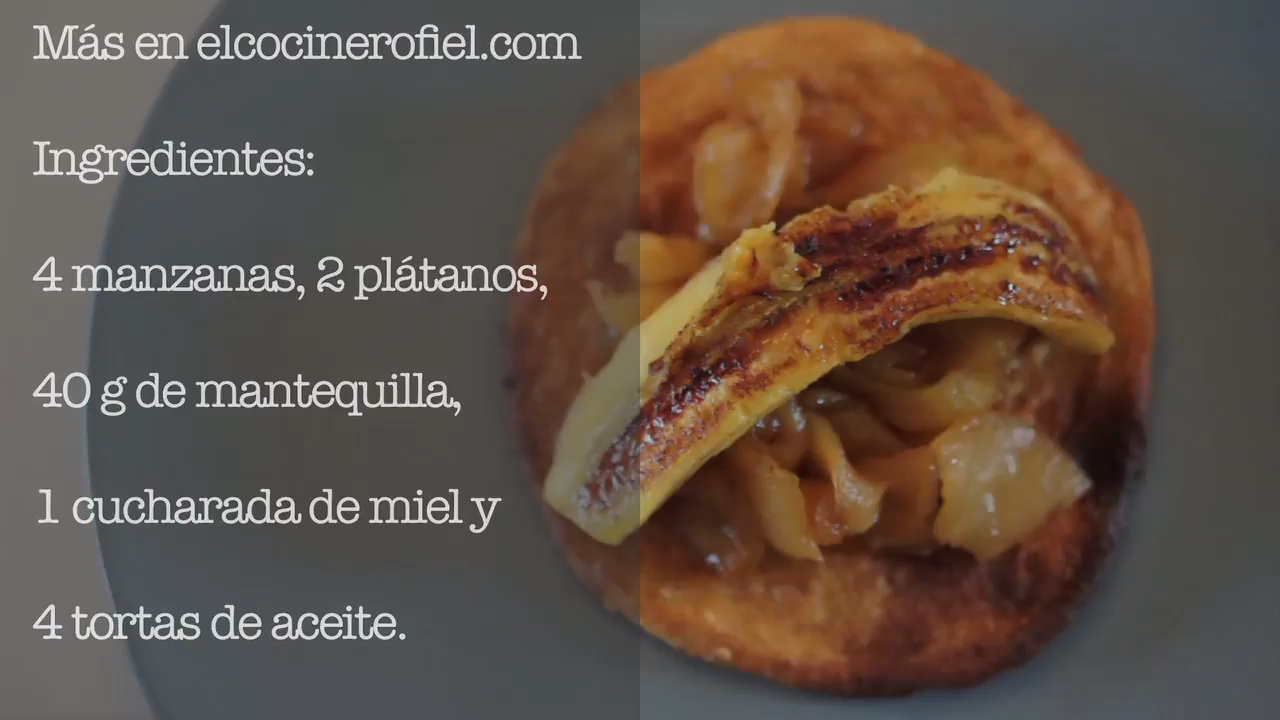 Más en elcocinerofiel.com
Ingredientes:
4 manzanas, 2 plátanos,
40 g de mantequilla,
1 cucharada de miel y
4 tortas de aceite.